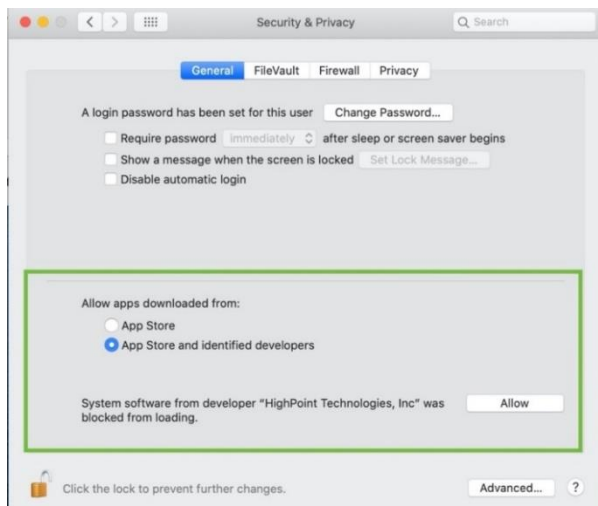 Security & Privacy
Search
General FileVault Firewall Privacy
A login password has been set for this user Change Password...
Require password immediately after sleep or screen saver begins
Show a message when the screen is locked Set Lock Message...
Disable automatic login
Allow apps downloaded from:
App Store
App Store and identified developers
System software from developer "HighPoint Technologies, Inc" was Allow
blocked from loading.
Click the lock to prevent further changes. Advanced... ?